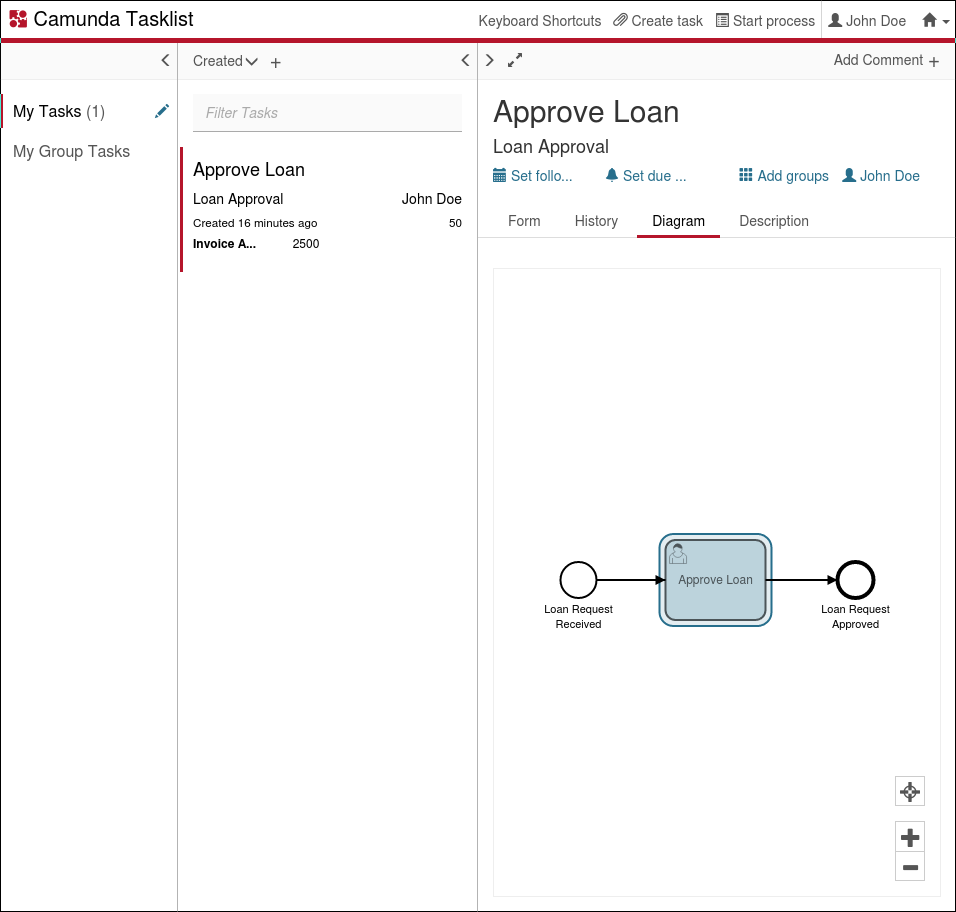 Camunda Tasklist
Keyboard Shortcuts Create task Start process John Doe
Created + Add Comment +
My Tasks (1)
My Group Tasks
Filter Tasks
Approve Loan
Loan Approval John Doe
Created 16 minutes ago 50
Invoice A... 2500
Approve Loan
Loan Approval
Set follo... Set due ... Add groups John Doe
Form History Diagram Description
Approve Loan
Loan Request
Received
Loan Request
Approved